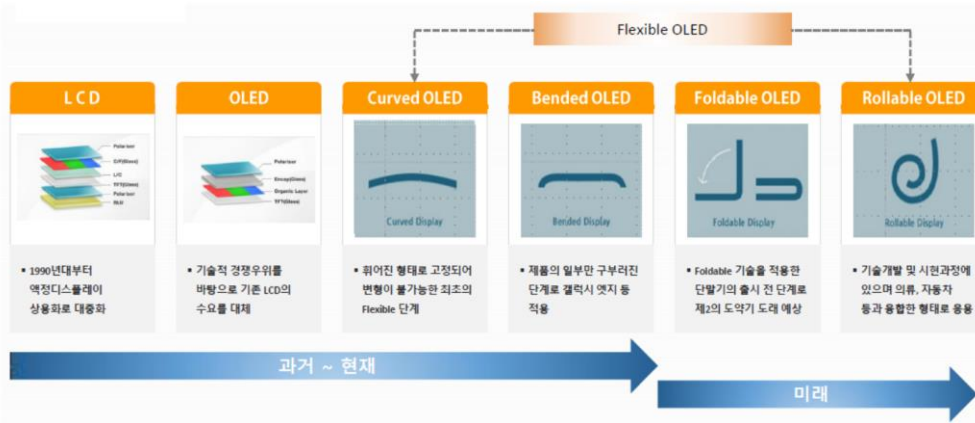 Flexible OLED
L C D
OLED
Curved OLED
Bended OLED
Foldable OLED
Rollable OLED
Polarizer
C/F(Glass)
L/C
TFT(Glass)
Polarizer
BLU
Polarizer
Encap(Glass)
Organic Layer
TFT(Glass)
Curved Display
Bended Display
Foldable Display
Rollable Display
▪ 1990년대부터
액정디스플레이
상용화로 대중화
▪ 기술적 경쟁우위를
바탕으로 기존 LCD의
수요를 대체
▪ 휘어진 형태로 고정되어
변형이 불가능한 최초의
Flexible 단계
▪ 제품의 일부만 구부러진
단계로 갤럭시 엣지 등
적용
▪ Foldable 기술을 적용한
단말기의 출시 전 단계로
제2의 도약기 도래 예상
▪ 기술개발 및 시현과정에
있으며 의류, 자동차
등과 융합한 형태로 응용
과거 ~ 현재
미래